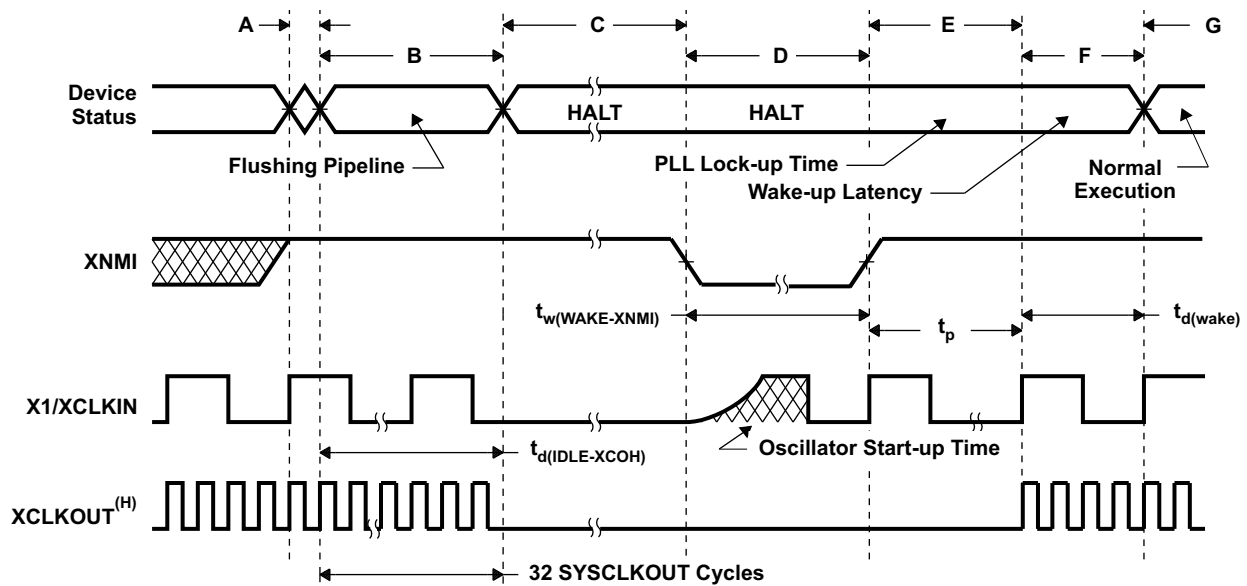 A
C
E
G
B
D
F
Device
Status
HALT
HALT
Flushing Pipeline
PLL Lock-up Time
Wake-up Latency
Normal
Execution
XNMI
tw(WAKE-XNMI)
tp
td(wake)
X1/XCLKIN
Oscillator Start-up Time
td(IDLE-XCOH)
XCLKOUT(H)
32 SYSCLKOUT Cycles